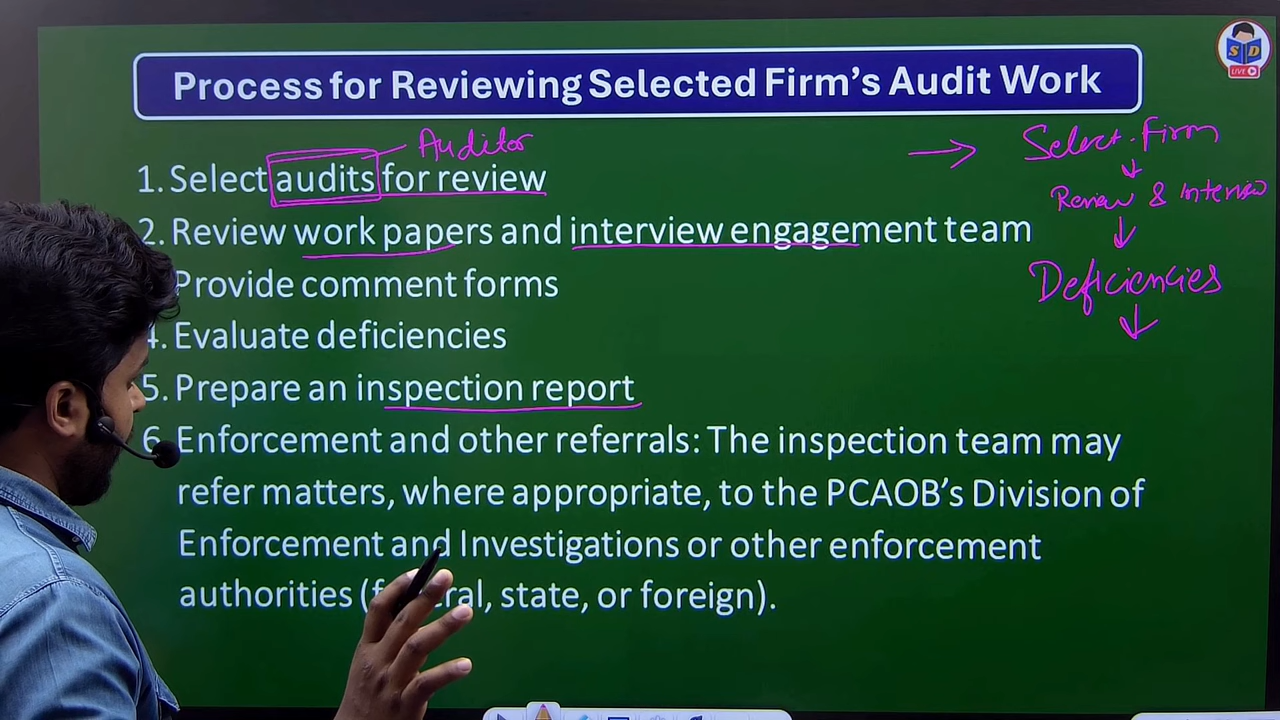 Process for Reviewing Selected Firm's Audit Work
Auditor
1. Select audits for review
2. Review work papers and interview engagement team
Provide comment forms
4. Evaluate deficiencies
5. Prepare an inspection report
6. Enforcement and other referrals: The inspection team may
refer matters, where appropriate, to the PCAOB's Division of
Enforcement and Investigations or other enforcement
authorities (federal, state, or foreign).
→ Select Firm
↓
Review & Interview
↓
Deficiencies
↓
S D
LIVE